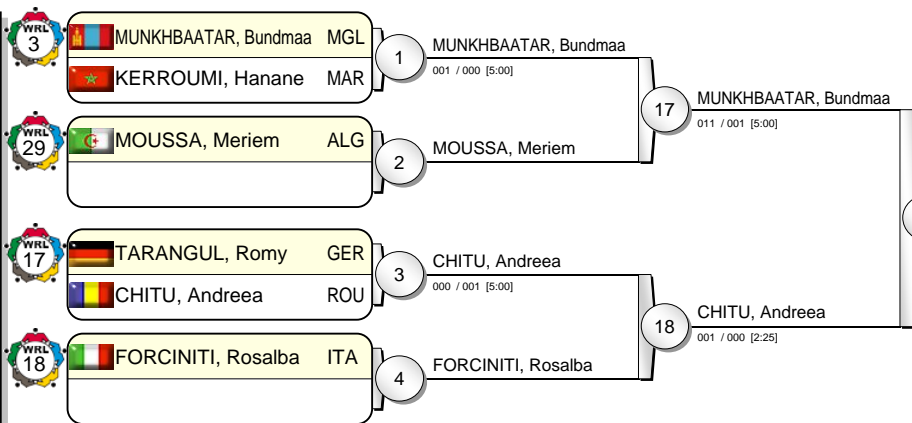 WRL
3
MUNKHBAATAR, Bundmaa MGL
KERROUMI, Hanane MAR
1
MUNKHBAATAR, Bundmaa
001 / 000 [5:00]
WRL
29
MOUSSA, Meriem ALG
2
MOUSSA, Meriem
17
MUNKHBAATAR, Bundmaa
011 / 001 [5:00]
WRL
17
TARANGUL, Romy GER
CHITU, Andreea ROU
3
CHITU, Andreea
000 / 001 [5:00]
WRL
18
FORCINITI, Rosalba ITA
4
FORCINITI, Rosalba
18
CHITU, Andreea
001 / 000 [2:25]